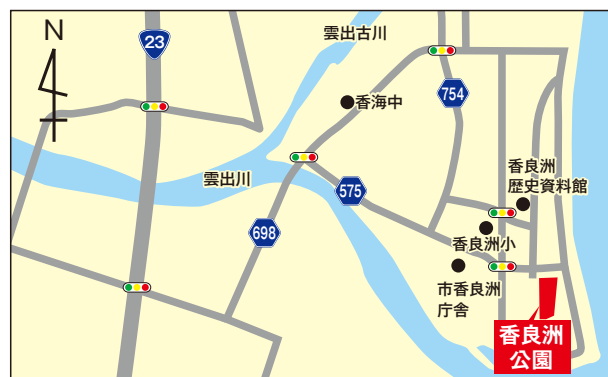 N
23
雲出古川
754
香海中
香良洲
歴史資料館
雲出川
575
698
香良洲小
市香良洲
庁舎
香良洲
公園